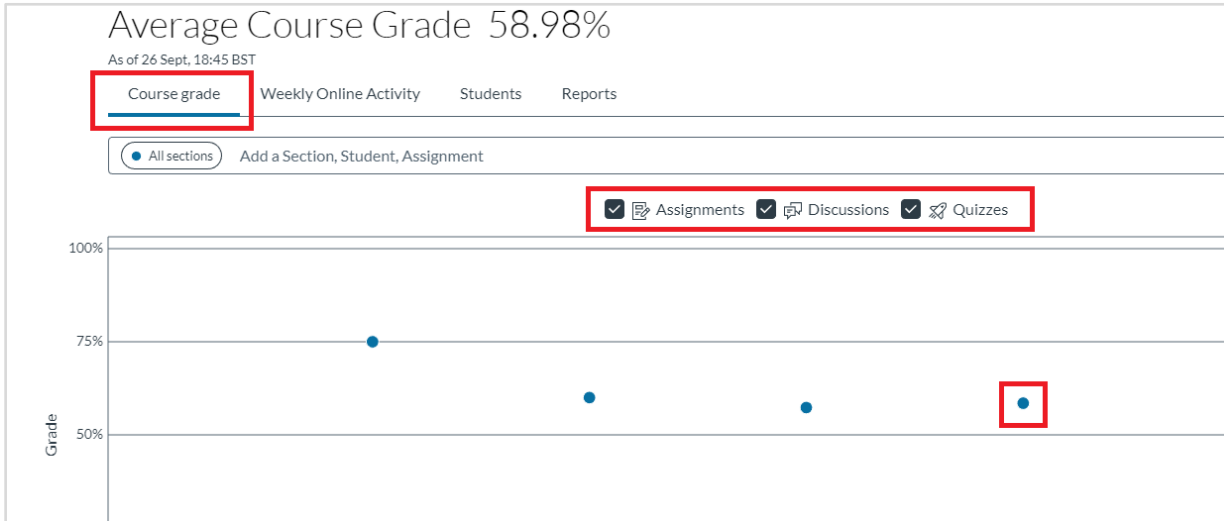 Average Course Grade 58.98%
As of 26 Sept, 18:45 BST
Course grade Weekly Online Activity Students Reports
All sections Add a Section, Student, Assignment
Assignments Discussions Quizzes
100%
75%
Grade
50%